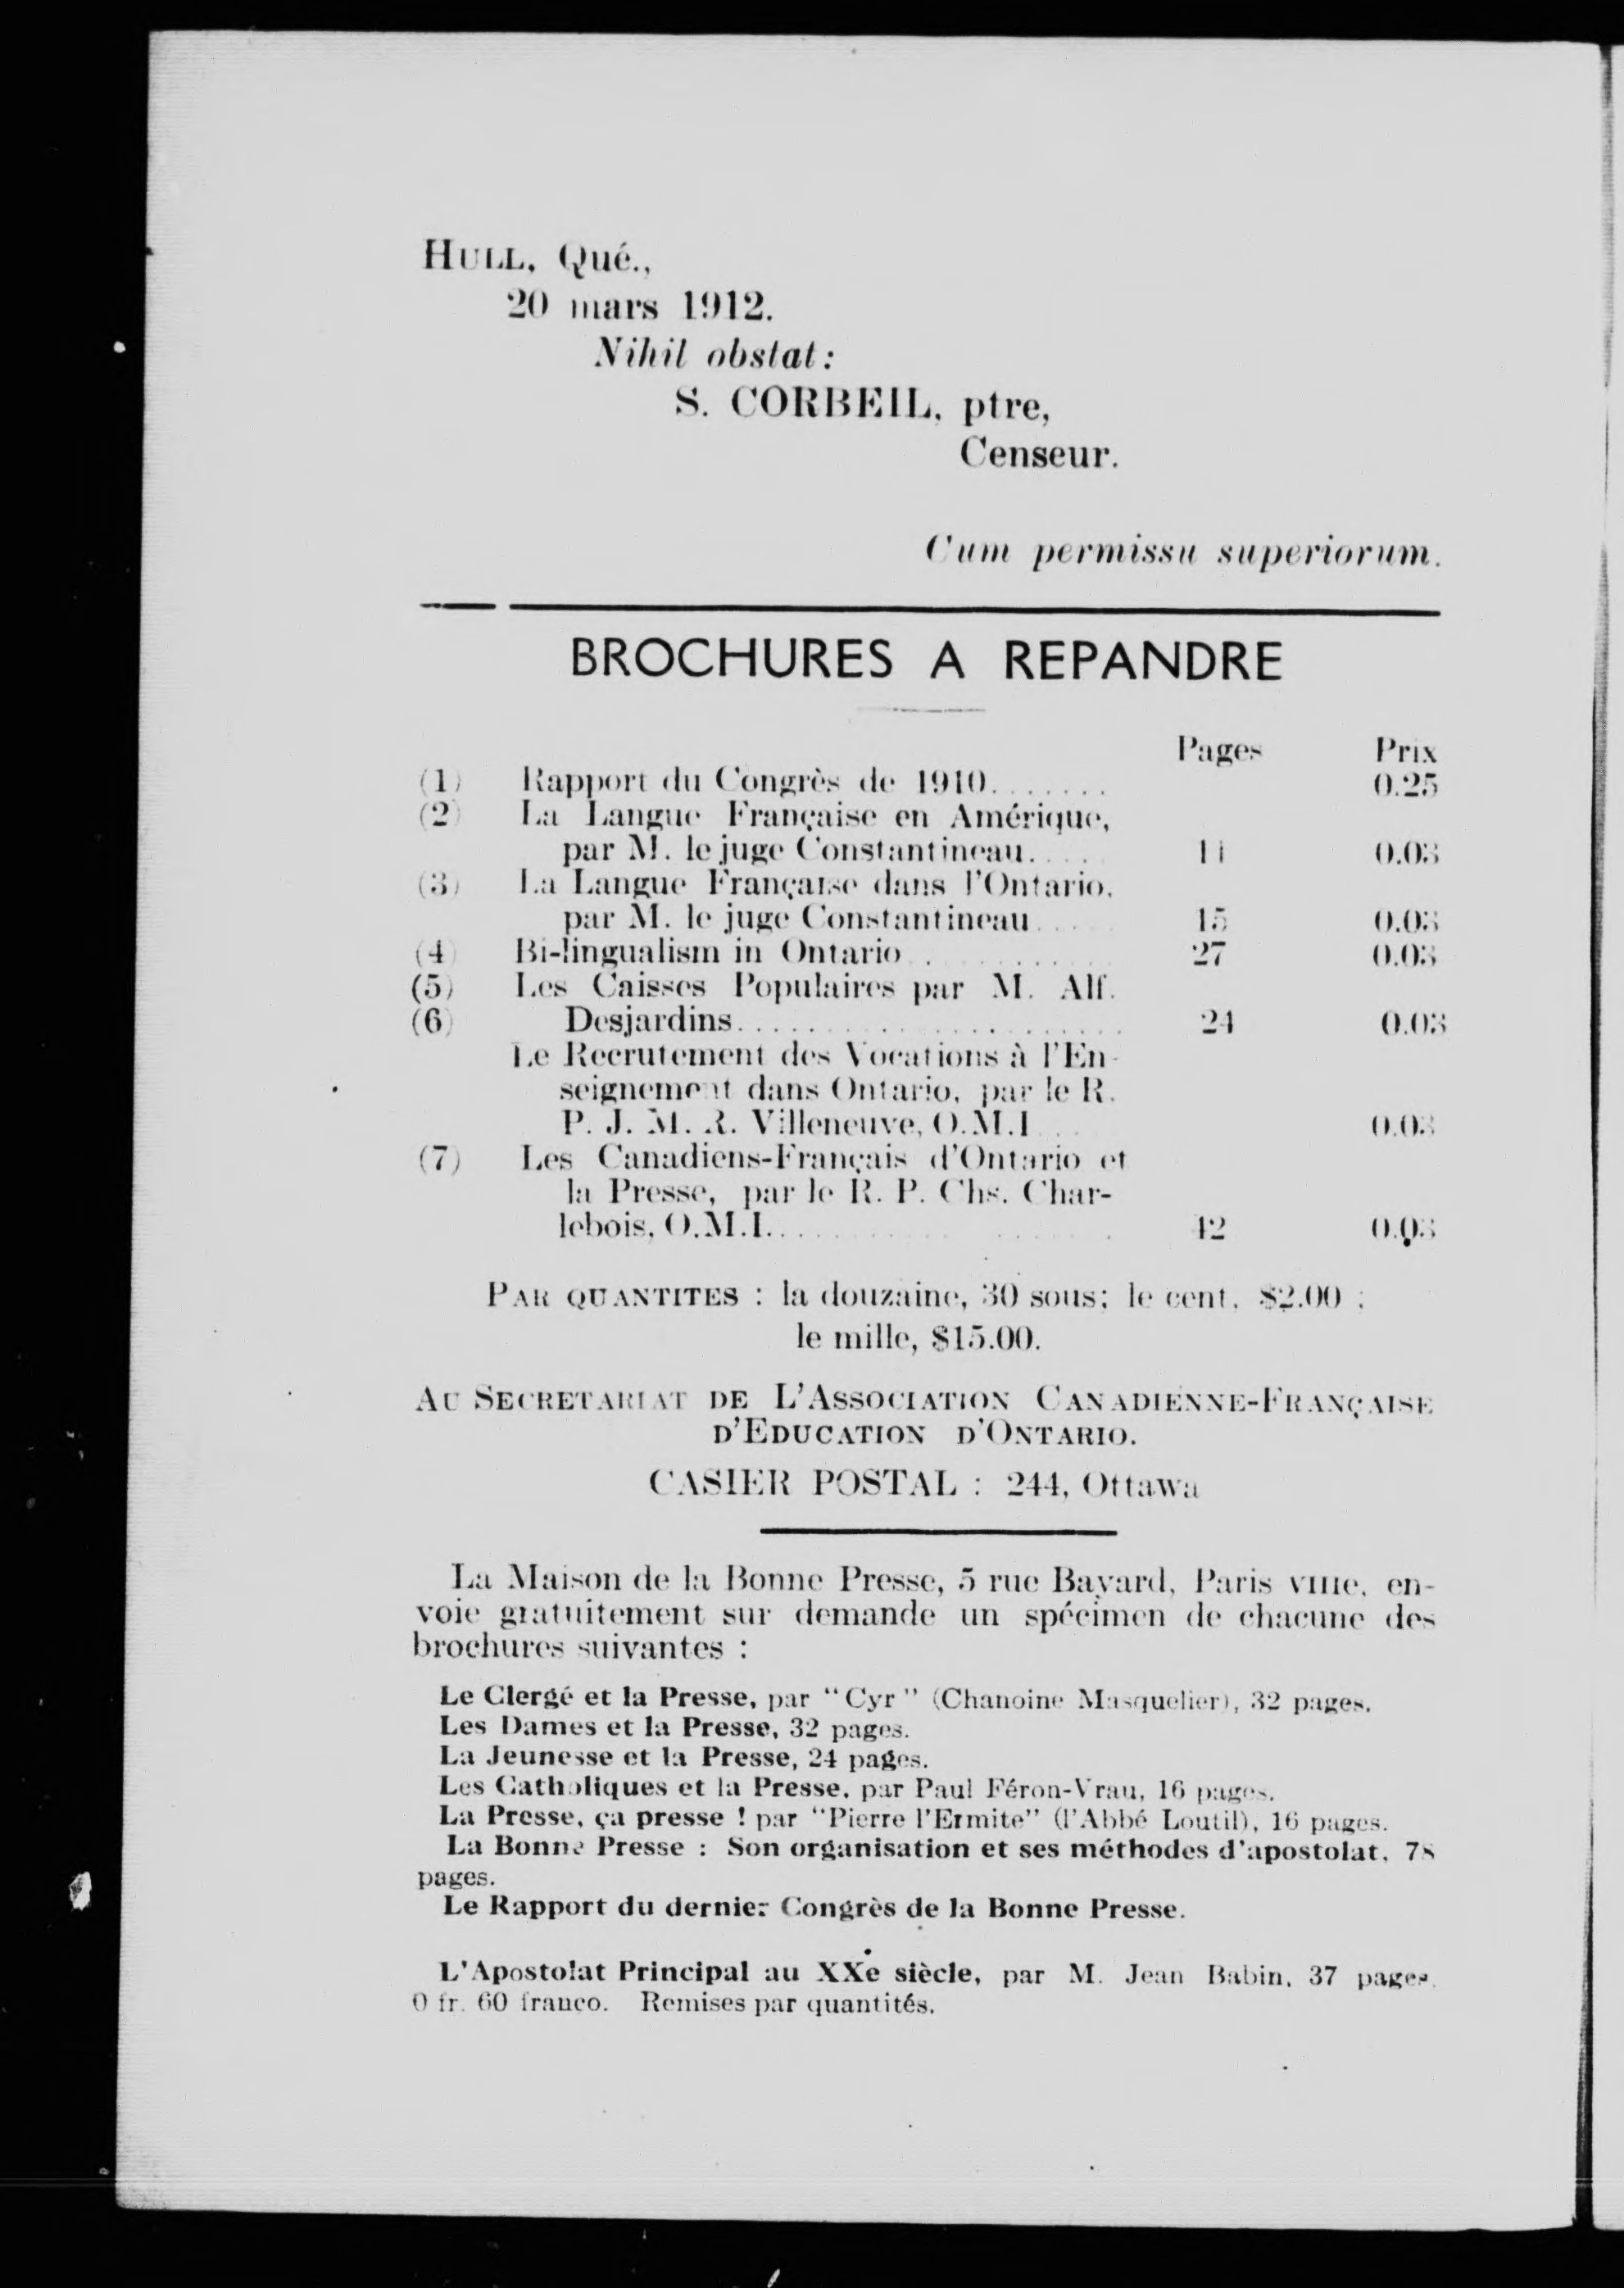 HULL, Qué.,
20 mars 1912.
Nihil obstat:
S. CORBEIL, ptre,
Censeur.
Cum permissu superiorum.
BROCHURES A REPANDRE
Pages Prix
(1) Rapport du Congrès de 1910....... 0.25
(2) La Langue Française en Amérique,
par M. le juge Constantineau..... 0.03
(3) La Langue Française dans l'Ontario,
par M. le juge Constantineau..... 15 0.03
(4) Bi-lingualism in Ontario............ 27 0.03
(5) Les Caisses Populaires par M. Alf.
(6) Desjardins...................... 24 0.03
Le Recrutement des Vocations à l'En-
seignement dans Ontario, par le R.
P. J. M. R. Villeneuve, O.M.I... 0.03
(7) Les Canadiens-Français d'Ontario et
la Presse, par le R. P. Chs. Char-
lebois, O.M.I.................... 0.03
PAR QUANTITES : la douzaine, 30 sous; le cent, $2.00 ;
le mille, $15.00.
AU SECRETARIAT DE L'ASSOCIATION CANADIENNE-FRANÇAISE
D'EDUCATION D'ONTARIO.
CASIER POSTAL : 244, Ottawa
La Maison de la Bonne Presse, 5 rue Bayard, Paris VIIIe, en-
voie gratuitement sur demande un spécimen de chacune des
brochures suivantes :
Le Clergé et la Presse, par "Cyr" (Chanoine Masquelier), 32 pages.
Les Dames et la Presse, 32 pages.
La Jeunesse et la Presse, 24 pages.
Les Catholiques et la Presse, par Paul Féron-Vrau, 16 pages.
La Presse, ça presse ! par "Pierre l'Ermite" (l'Abbé Loutil), 16 pages.
La Bonne Presse : Son organisation et ses méthodes d'apostolat, 78
pages.
Le Rapport du dernier Congrès de la Bonne Presse.
L'Apostolat Principal au XXe siècle, par M. Jean Babin, 37 pages,
0 fr. 60 franco. Remises par quantités.